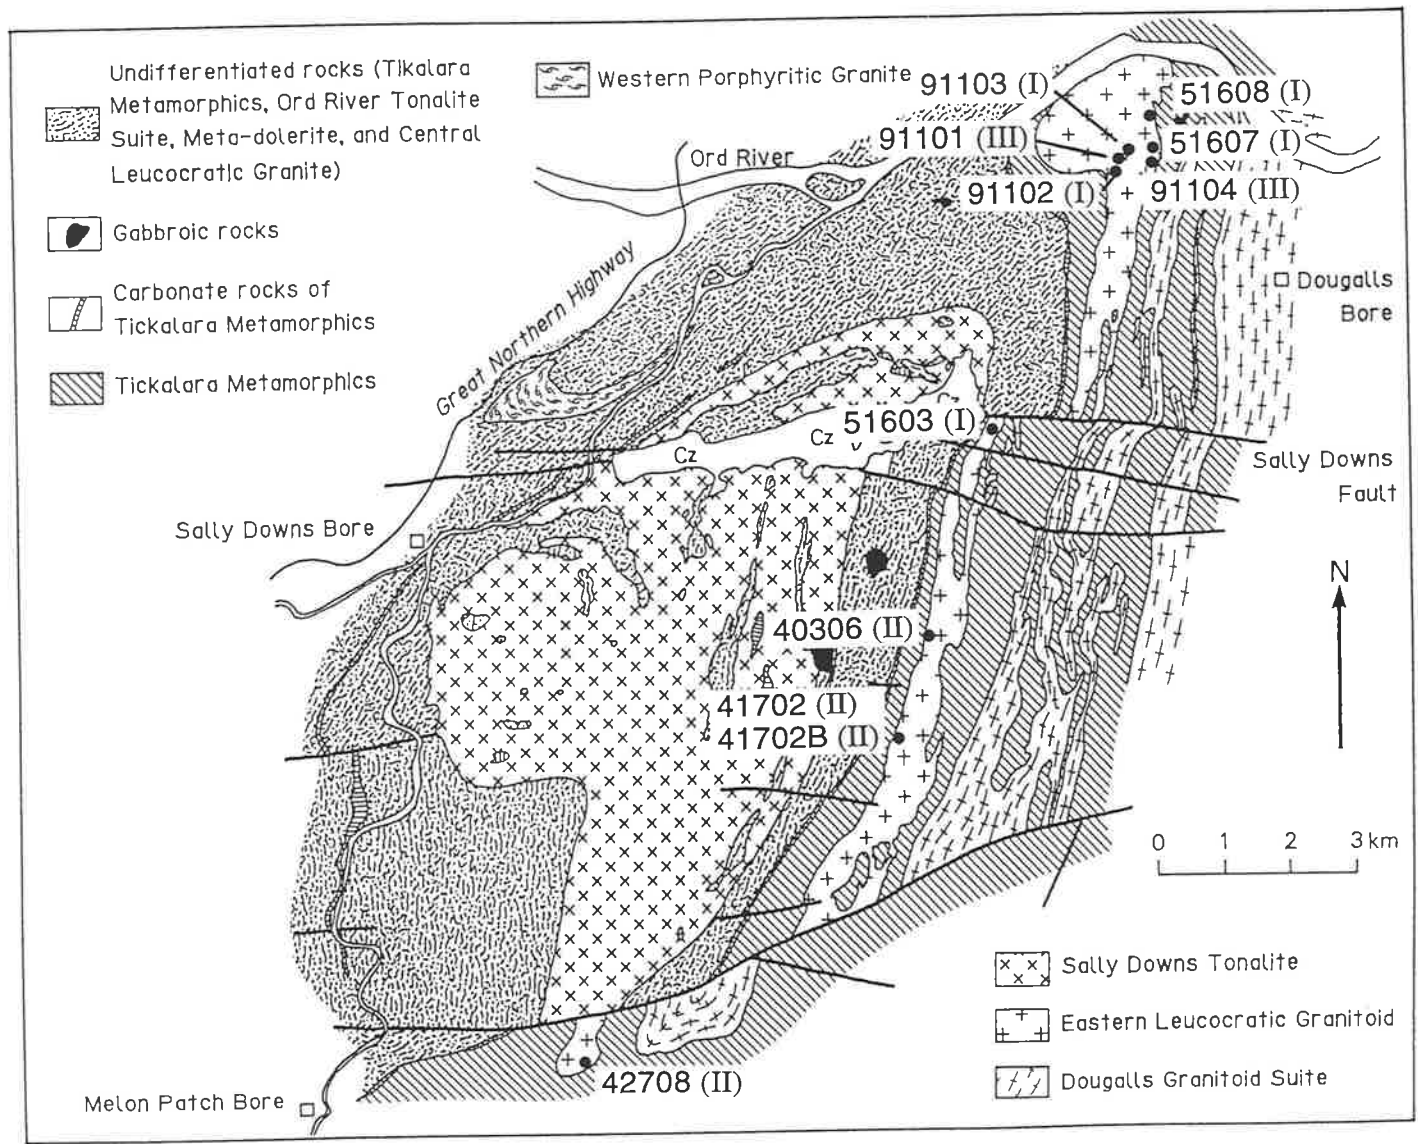 Undifferentiated rocks (Tikalara
Metamorphics, Ord River Tonalite
Suite, Meta-dolerite, and Central
Leucocratic Granite)
Gabbroic rocks
Carbonate rocks of
Tickalara Metamorphics
Tickalara Metamorphics
Western Porphyritic Granite
91103 (I)
51608 (I)
91101 (III)
51607 (I)
91102 (I)
91104 (III)
Ord River
Great Northern Highway
Dougalls
Bore
51603 (I)
Cz
Cz
Sally Downs
Fault
Sally Downs Bore
N
40306 (II)
41702 (II)
41702B (II)
0 1 2 3 km
Sally Downs Tonalite
Eastern Leucocratic Granitoid
Dougalls Granitoid Suite
42708 (II)
Melon Patch Bore